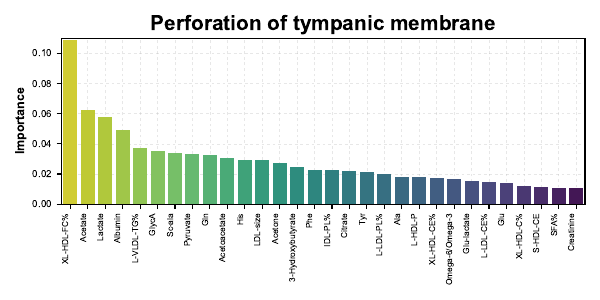 Perforation of tympanic membrane
Importance
0.10
0.08
0.06
0.04
0.02
0.00
XL-HDL-FC%
Acetate
Lactate
Albumin
L-VLDL-TG%
GlycA
Pyruvate
Gln
Acetoacetate
His
LDL-size
Acetone
3-Hydroxybutyrate
Phe
IDL-PL%
Citrate
Tyr
L-LDL-PL%
Ala
L-HDL-P
XL-HDL-CE%
Omega-6/Omega-3
Glu-lactate
L-LDL-CE%
Glu
XL-HDL-C%
S-HDL-CE
SFA%
Creatinine